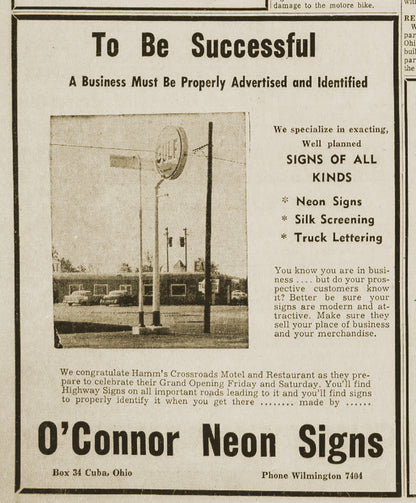 damage to the motore bike.
To Be Successful
A Business Must Be Properly Advertised and Identified
GULF
We specialize in exacting,
Well planned
SIGNS OF ALL
KINDS
* Neon Signs
* Silk Screening
* Truck Lettering
You know you are in busi-
ness .... but do your pros-
pective customers know
it? Better be sure your
signs are modern and at-
tractive. Make sure they
sell your place of business
and your merchandise.
We congratulate Hamm's Crossroads Motel and Restaurant as they pre-
pare to celebrate their Grand Opening Friday and Saturday. You'll find
Highway Signs on all important roads leading to it and you'll find signs
to properly identify it when you get there ........ made by ......
O'Connor Neon Signs
Box 34 Cuba, Ohio Phone Wilmington 7404